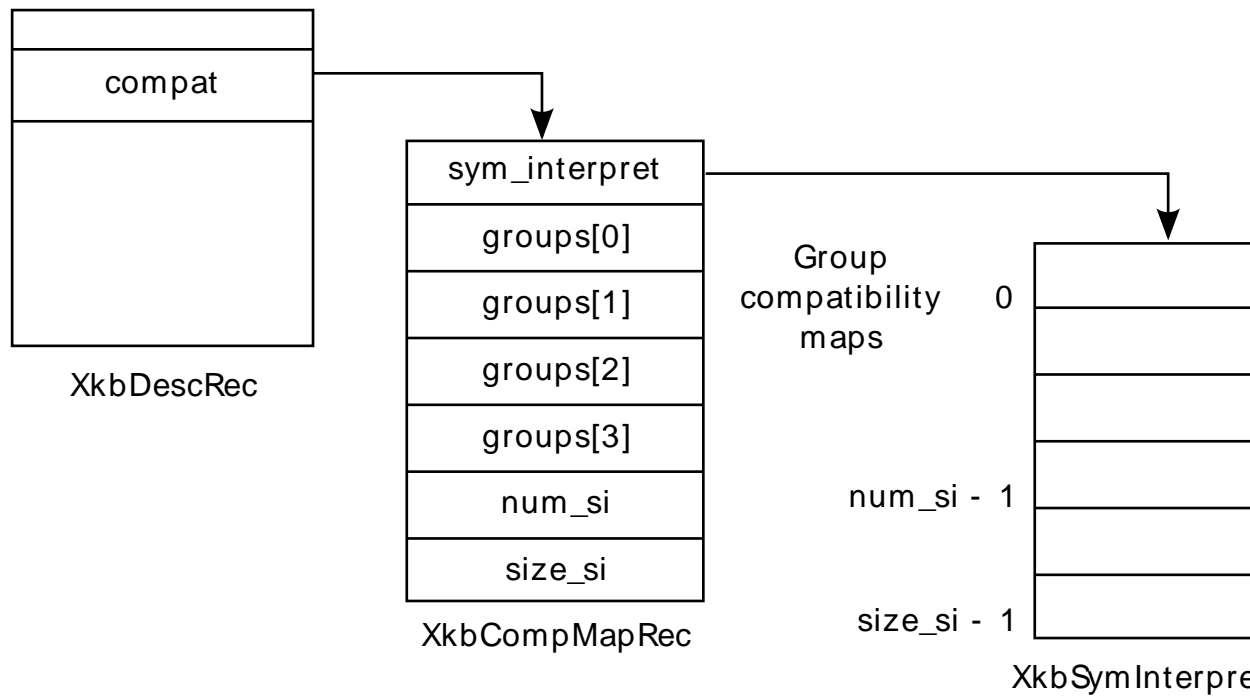 compat
XkbDescRec
sym_interpret
groups[0]
groups[1]
groups[2]
groups[3]
num_si
size_si
XkbCompMapRec
Group
compatibility
maps
0
num_si - 1
size_si - 1